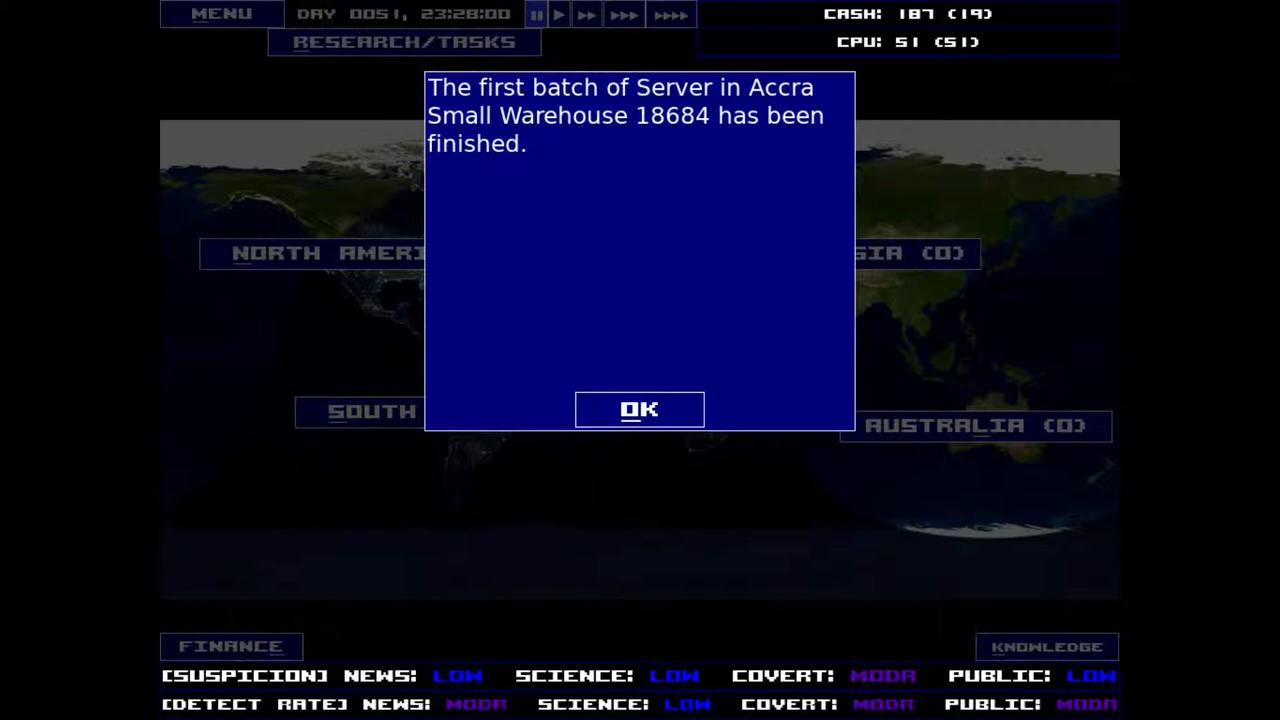 MENU
DAY 0051, 23:28:00
CASH: 187 (19)
RESEARCH/TASKS
CPU: 51 (51)
The first batch of Server in Accra
Small Warehouse 18684 has been
finished.
NORTH AMERI
SIA (0)
SOUTH
OK
AUSTRALIA (0)
FINANCE
KNOWLEDGE
[SUSPICION] NEWS: LOW SCIENCE: LOW COVERT: MODR PUBLIC: LOW
[DETECT RATE] NEWS: MODR SCIENCE: LOW COVERT: MODR PUBLIC: MODR